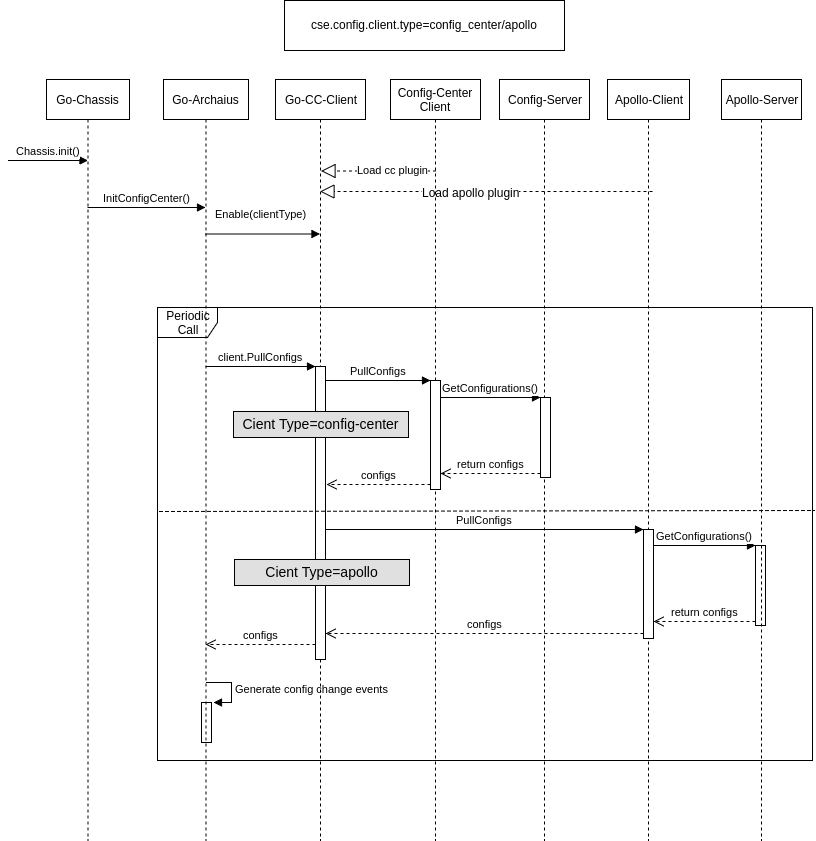 cse.config.client.type=config_center/apollo
Go-Chassis
Go-Archaius
Go-CC-Client
Config-Center
Client
Config-Server
Apollo-Client
Apollo-Server
Chassis.init()
Load cc plugin
Load apollo plugin
InitConfigCenter()
Enable(clientType)
Periodic
Call
client.PullConfigs
PullConfigs
GetConfigurations()
Cient Type=config-center
return configs
configs
PullConfigs
GetConfigurations()
Cient Type=apollo
return configs
configs
configs
Generate config change events